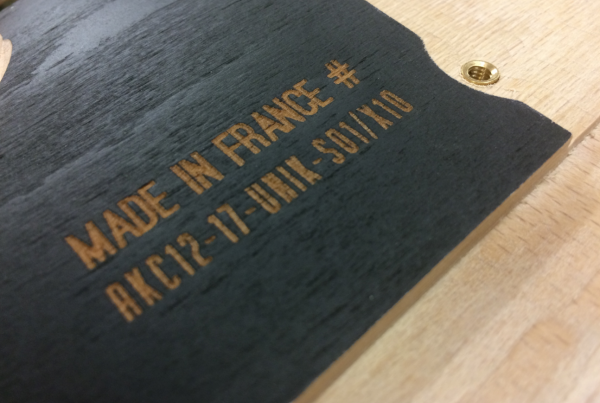 MADE IN FRANCE #
AKC12-17-UNIK-S01/X10